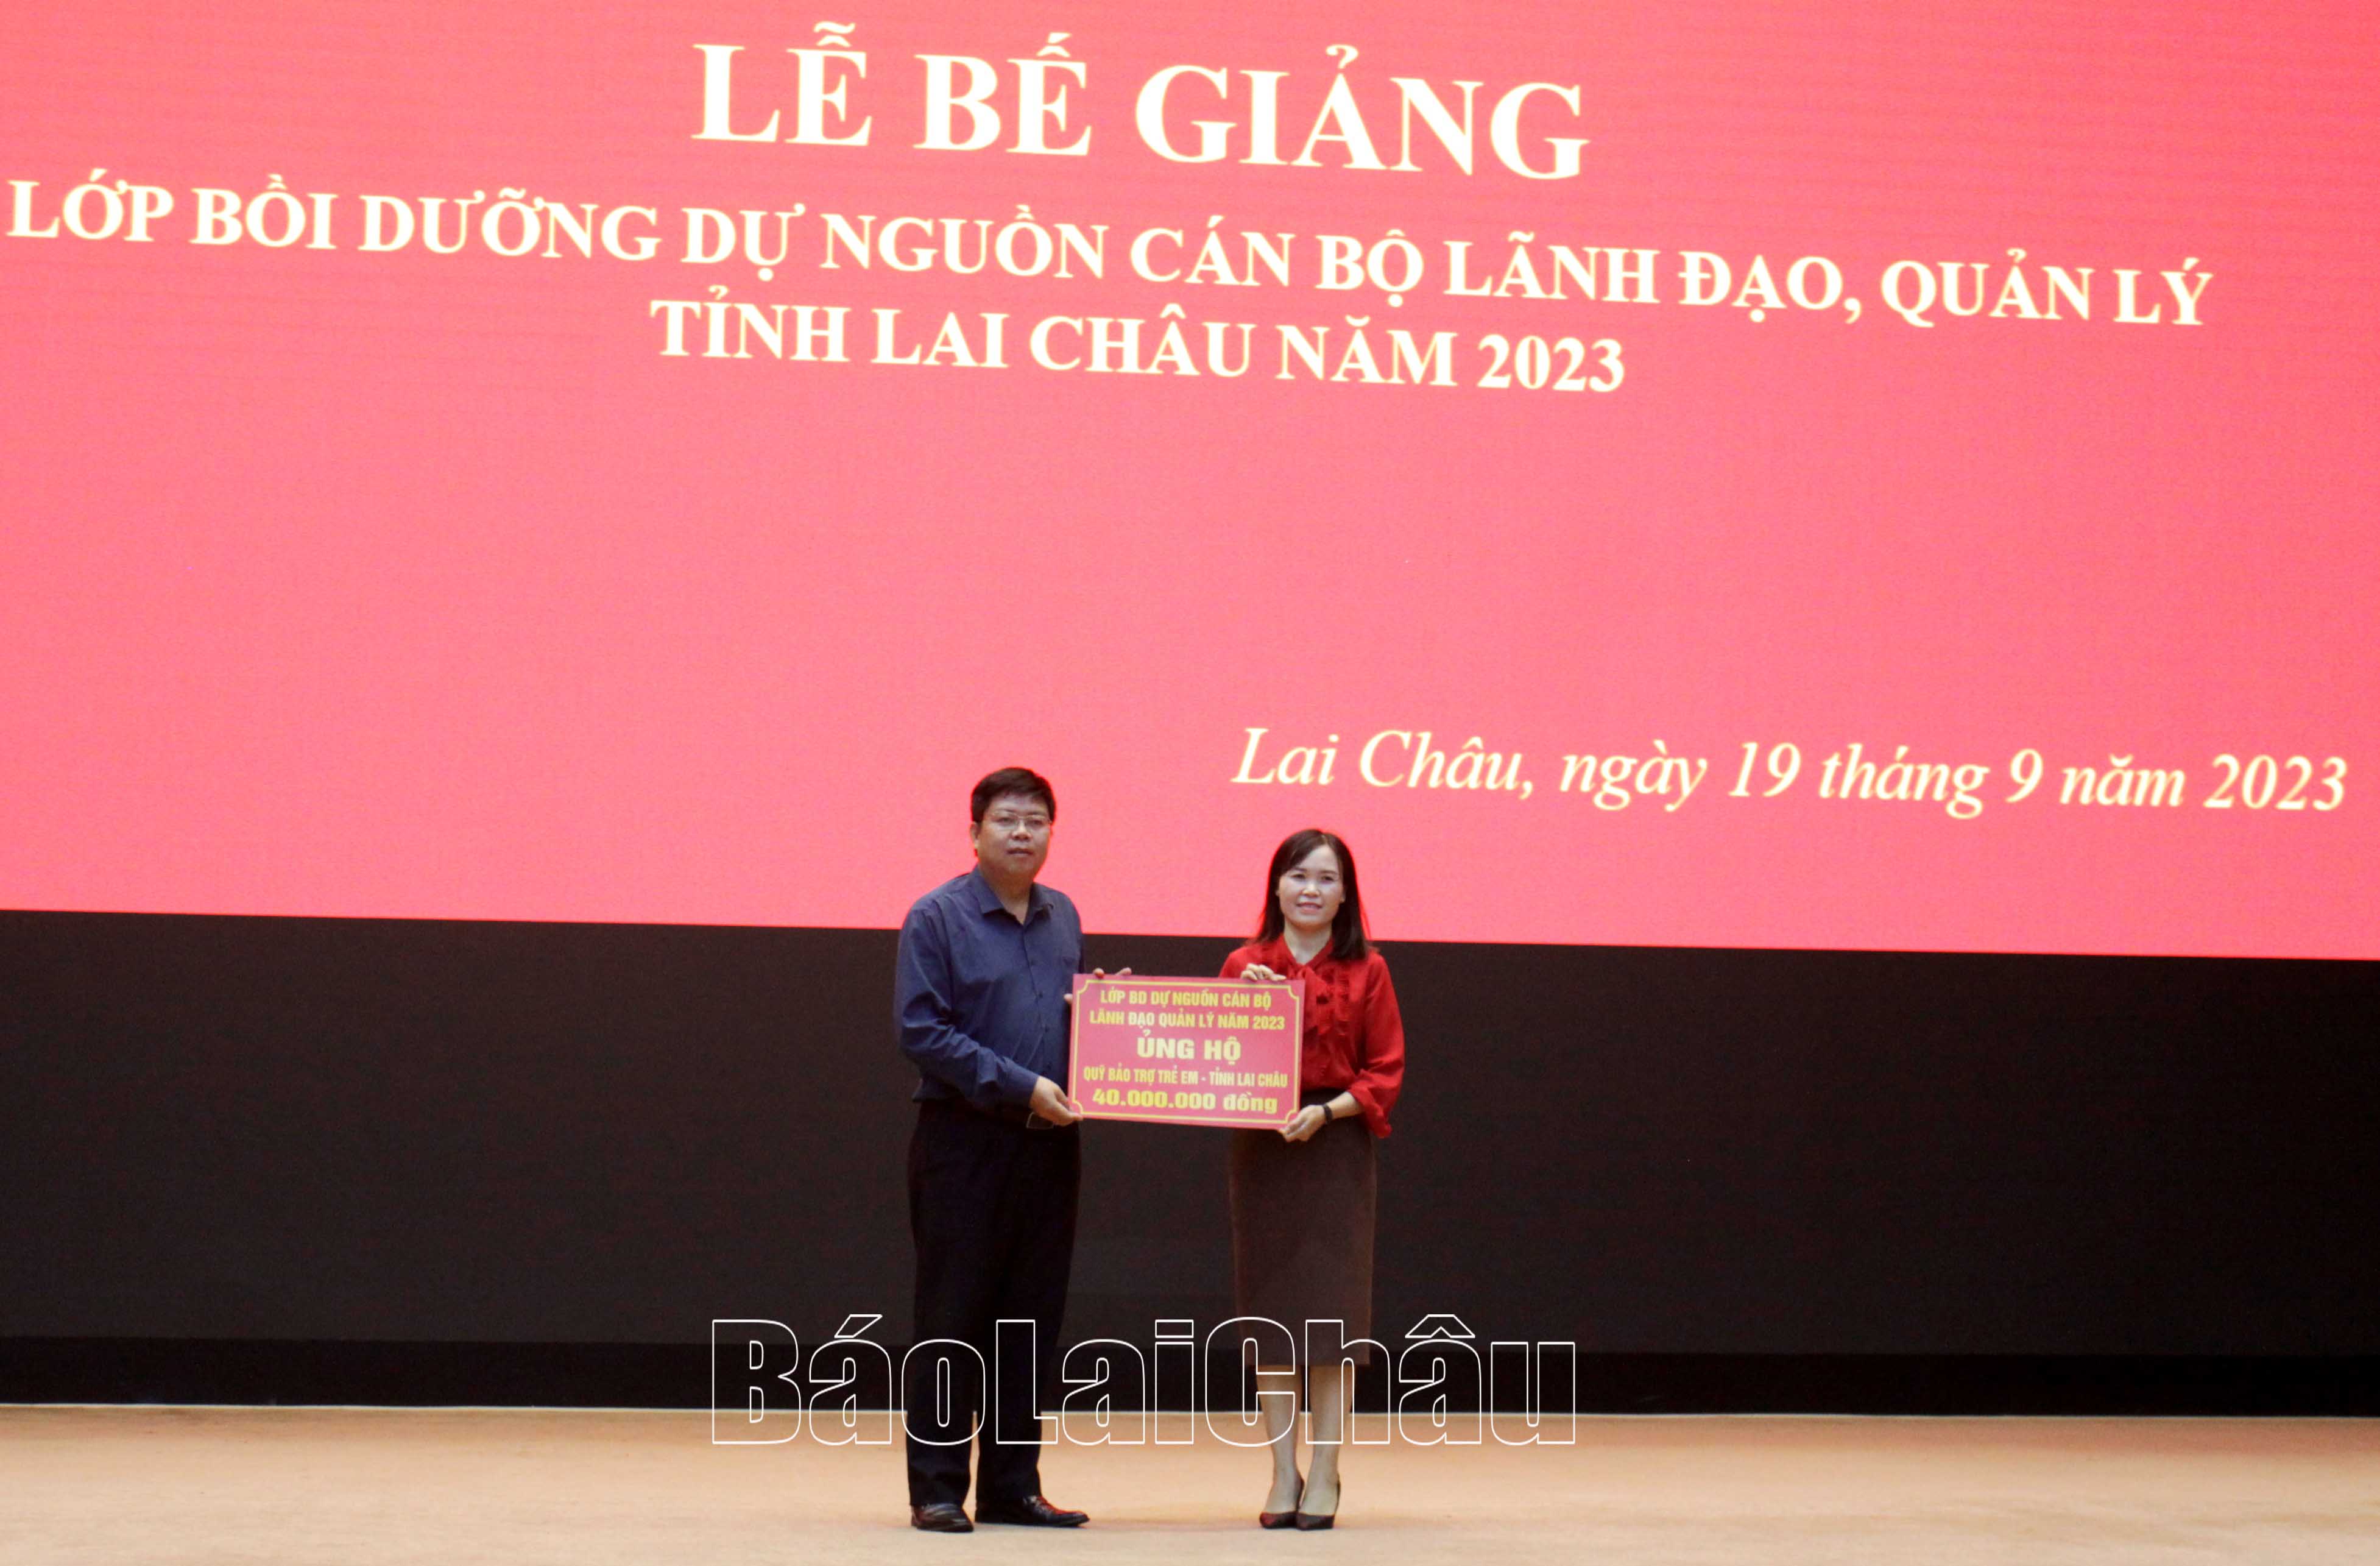 LỄ BẾ GIẢNG
LỚP BỒI DƯỠNG DỰ NGUỒN CÁN BỘ LÃNH ĐẠO, QUẢN LÝ
TỈNH LAI CHÂU NĂM 2023
Lai Châu, ngày 19 tháng 9 năm 2023
LỚP BD DỰ NGUỒN CÁN BỘ
LÃNH ĐẠO QUẢN LÝ NĂM 2023
ỦNG HỘ
QUỸ BẢO TRỢ TRẺ EM - TỈNH LAI CHÂU
40.000.000 đồng
BáoLaiChâu